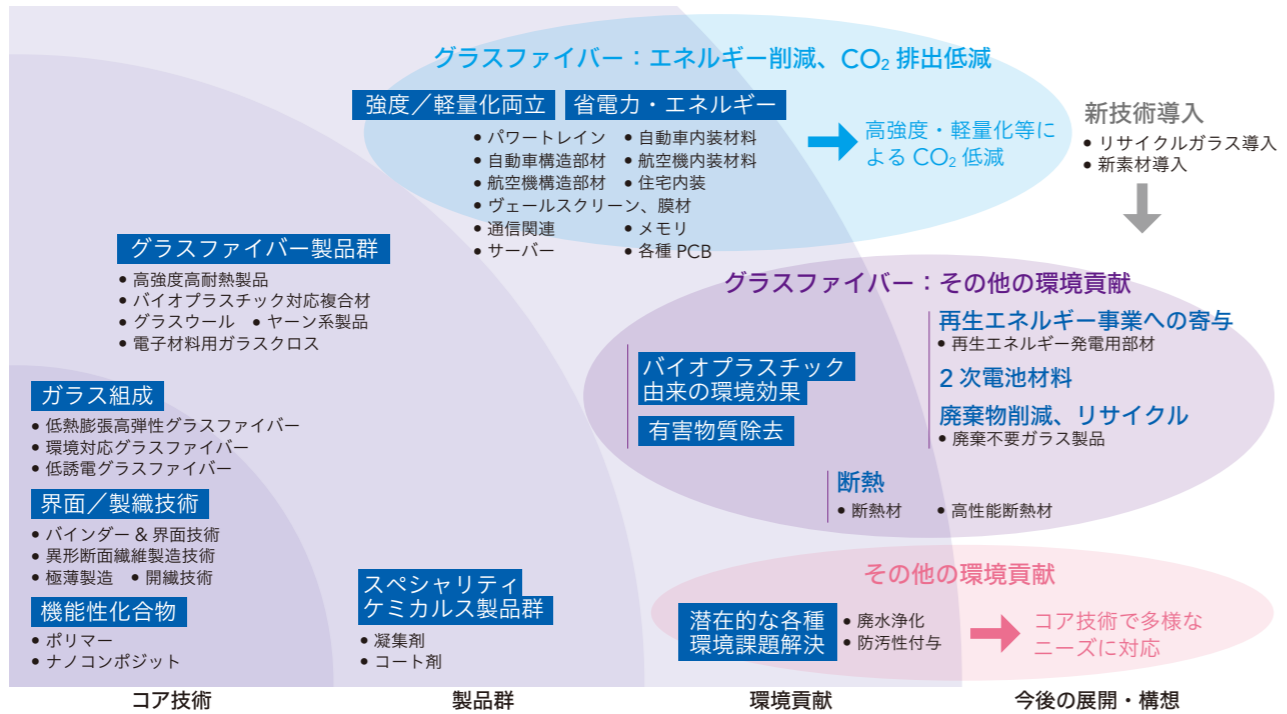 グラスファイバー：エネルギー削減、CO₂ 排出低減
強度／軽量化両立
省電力・エネルギー
• パワートレイン
• 自動車構造部材
• 航空機構造部材
• ヴェールスクリーン、膜材
• 通信関連
• サーバー
• 自動車内装材料
• 航空機内装材料
• 住宅内装
• メモリ
• 各種 PCB
高強度・軽量化等に
よる CO₂ 低減
新技術導入
• リサイクルガラス導入
• 新素材導入
グラスファイバー製品群
• 高強度高耐熱製品
• バイオプラスチック対応複合材
• グラスウール • ヤーン系製品
• 電子材料用ガラスクロス
グラスファイバー：その他の環境貢献
バイオプラスチック
由来の環境効果
有害物質除去
再生エネルギー事業への寄与
• 再生エネルギー発電用部材
2 次電池材料
廃棄物削減、リサイクル
• 廃棄不要ガラス製品
断熱
• 断熱材 • 高性能断熱材
ガラス組成
• 低熱膨張高弾性グラスファイバー
• 環境対応グラスファイバー
• 低誘電グラスファイバー
界面／製織技術
• バインダー & 界面技術
• 異形断面繊維製造技術
• 極薄製造 • 開繊技術
機能性化合物
• ポリマー
• ナノコンポジット
スペシャリティ
ケミカルス製品群
• 凝集剤
• コート剤
その他の環境貢献
潜在的な各種
環境課題解決
• 廃水浄化
• 防汚性付与
コア技術で多様な
ニーズに対応
コア技術
製品群
環境貢献
今後の展開・構想